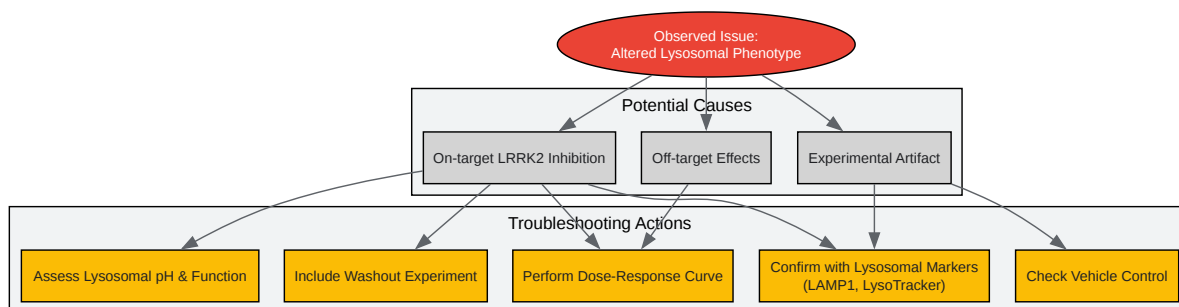 Observed Issue:
Altered Lysosomal Phenotype
Potential Causes
On-target LRRK2 Inhibition
Off-target Effects
Experimental Artifact
Troubleshooting Actions
Assess Lysosomal pH & Function
Include Washout Experiment
Perform Dose-Response Curve
Confirm with Lysosomal Markers
(LAMP1, LysoTracker)
Check Vehicle Control